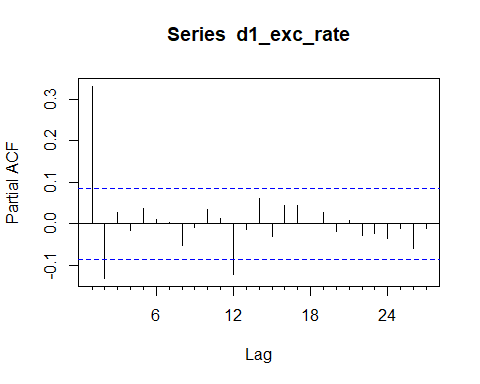 Series d1_exc_rate
Partial ACF
0.3
0.2
0.1
0.0
-0.1
6 12 18 24
Lag